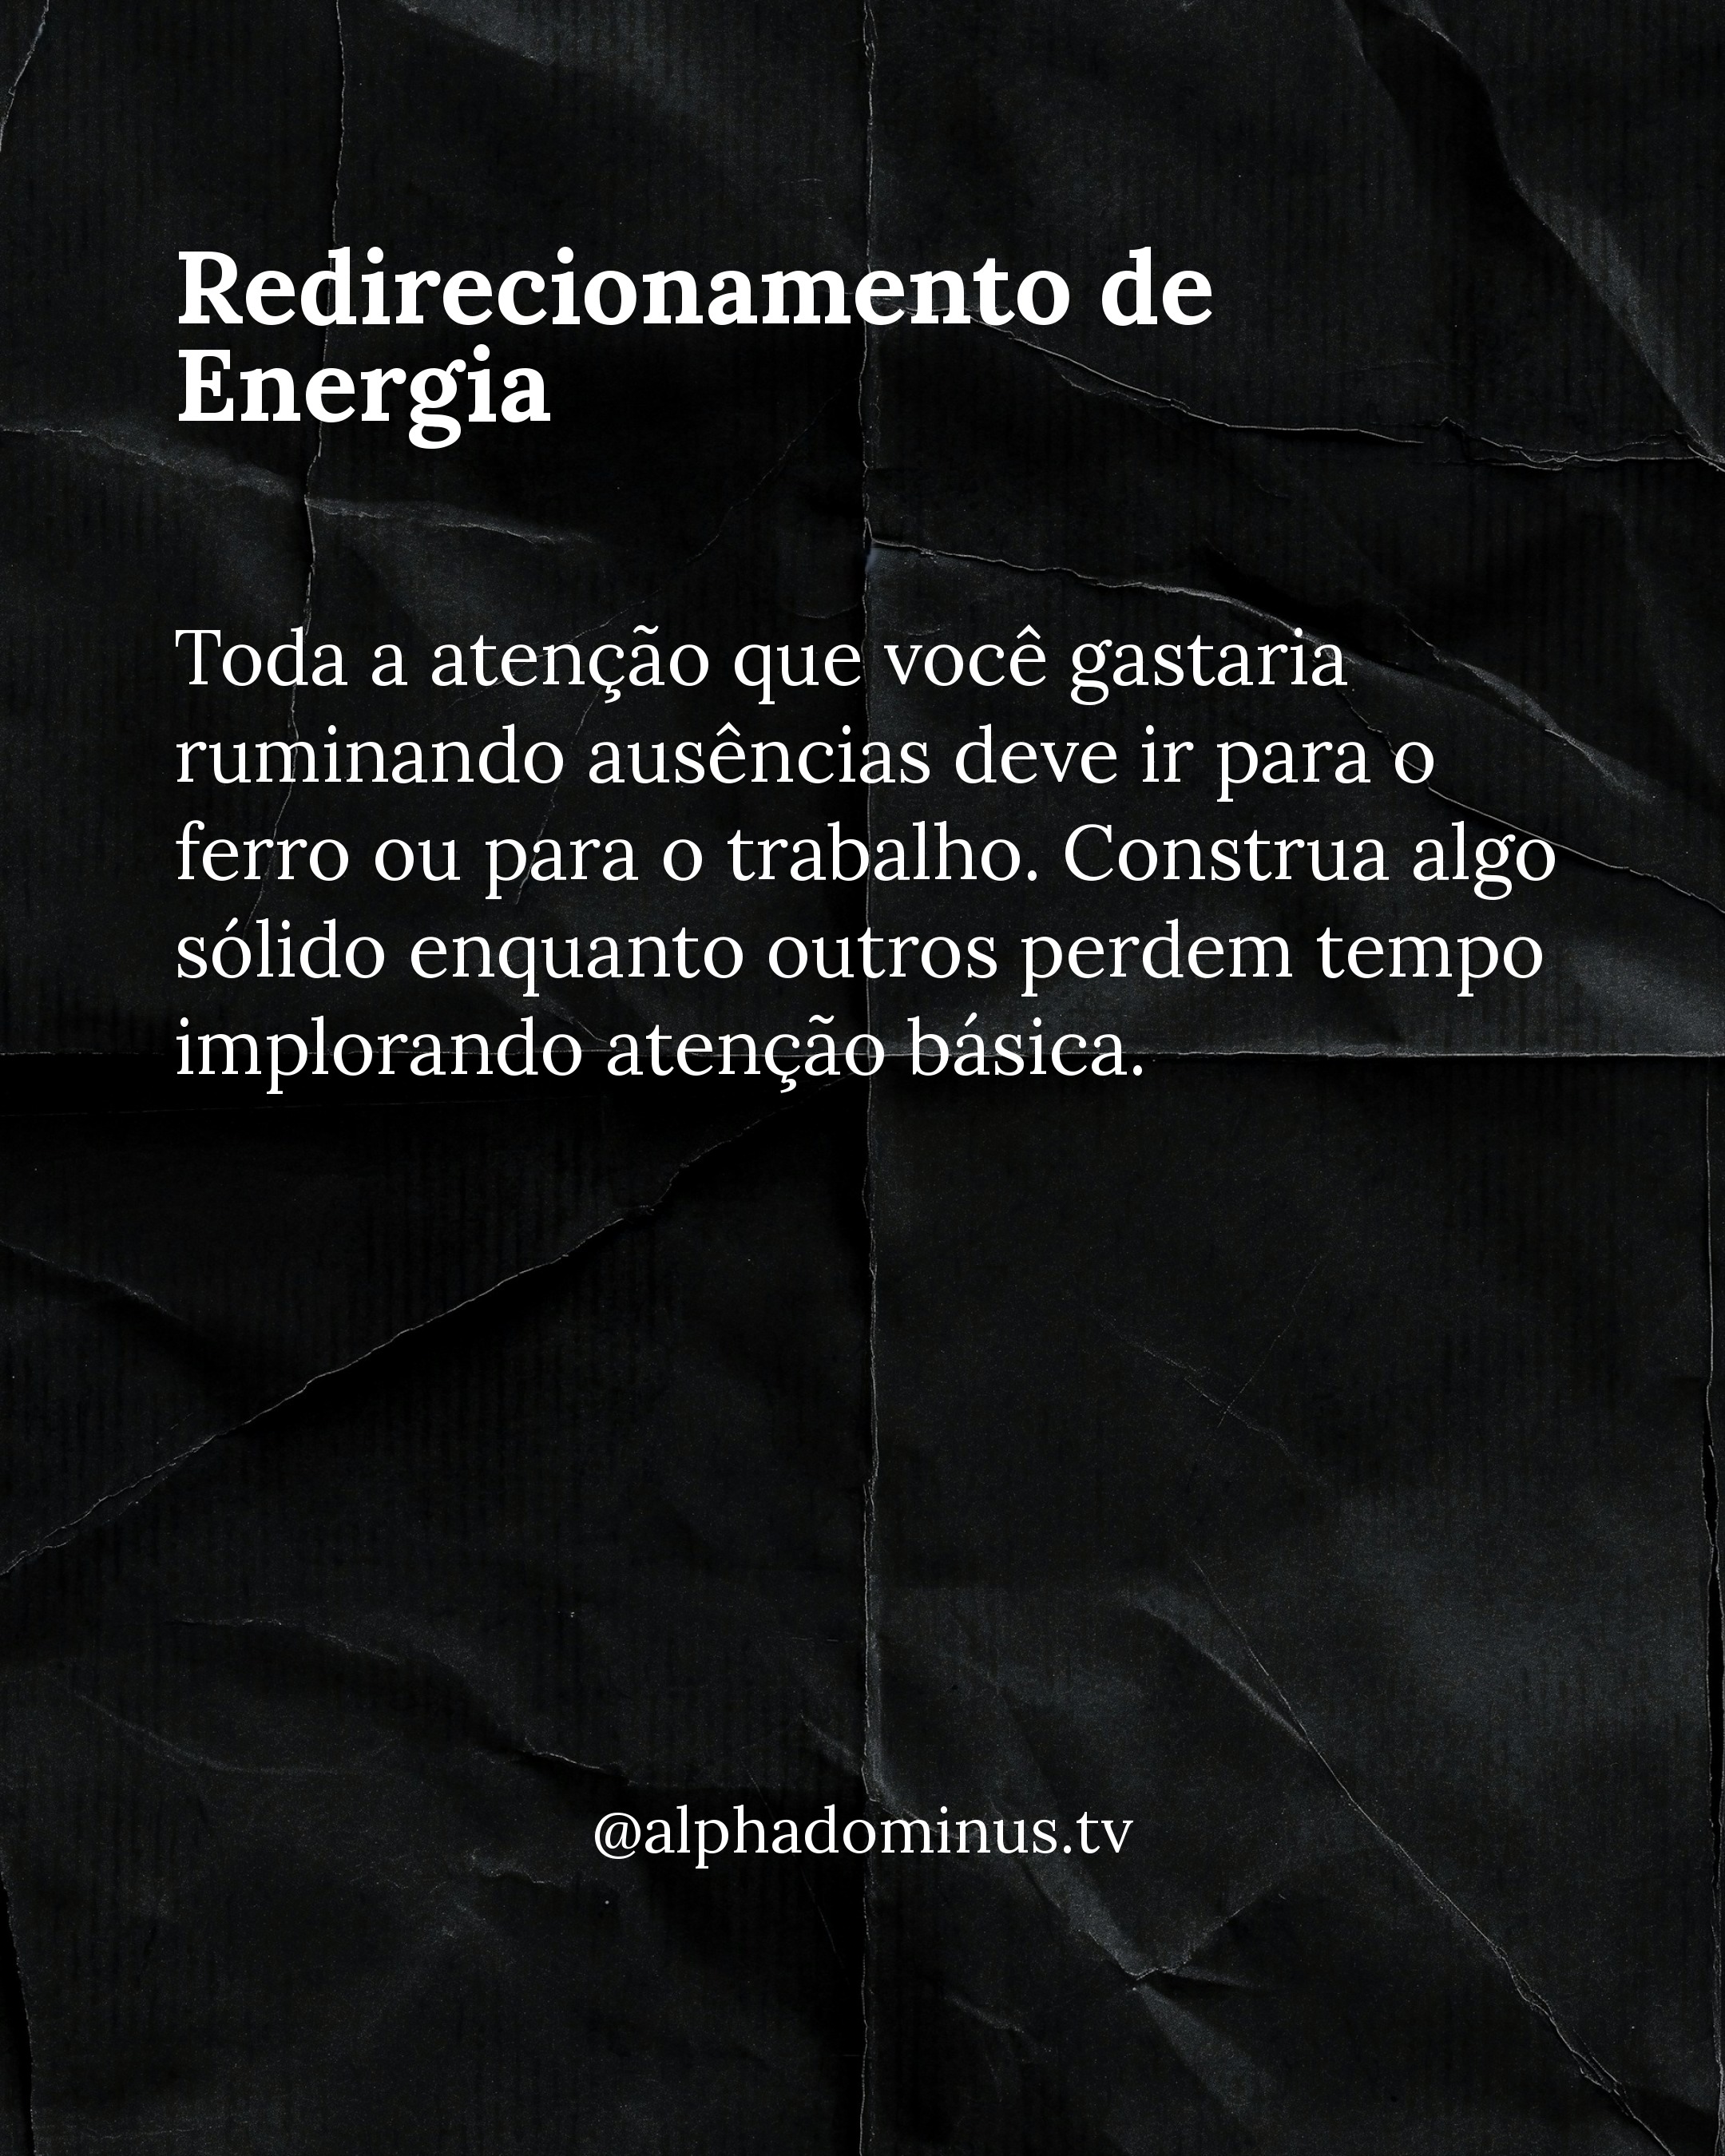 Redirecionamento de
Energia
Toda a atenção que você gastaria
ruminando ausências deve ir para o
ferro ou para o trabalho. Construa algo
sólido enquanto outros perdem tempo
implorando atenção básica.
@alphadominus.tv